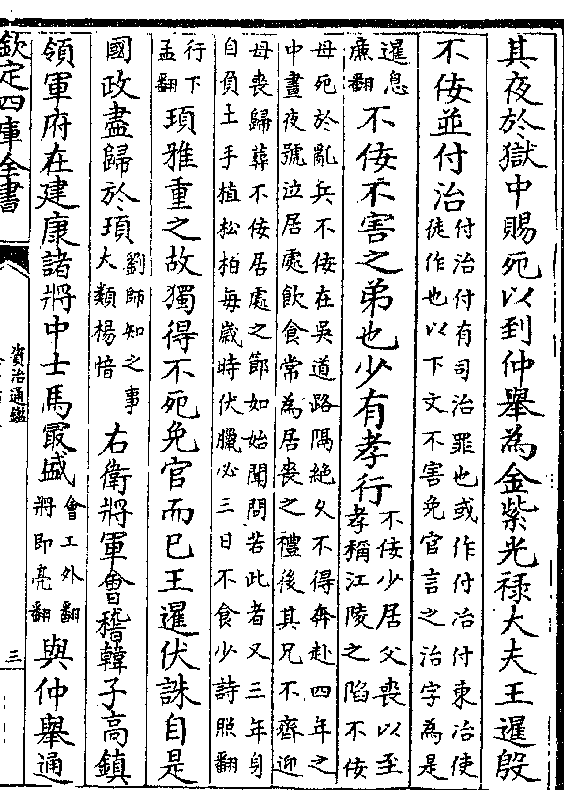 其夜於獄中賜死以到仲舉為金紫光禄大夫王暹殷
不佞並付治付治付有司治罪也或作付冶付東冶使徒作也以下文不害免官言之治字為是
暹息廉翻不佞不害之弟也少有孝行不佞少居父喪以至孝稱江陵之陷不佞
母死於亂兵不佞在吳道路隔絶久不得奔赴四年之
中晝夜號泣居處飲食常為居喪之禮後其兄不齊迎
母喪歸葬不佞居處之節如始聞問若此者又三年身
自負土手植松柏每歲時伏臘必三日不食少詩照翻
行下孟翻頊雅重之故獨得不死免官而已王暹伏誅自是
國政盡歸於頊劉師知之事大類楊愔右衛將軍會稽韓子高鎮
領軍府在建康諸將中士馬最盛會工外翻將即亮翻與仲舉通
欽定四庫全書
資治通鑑
三